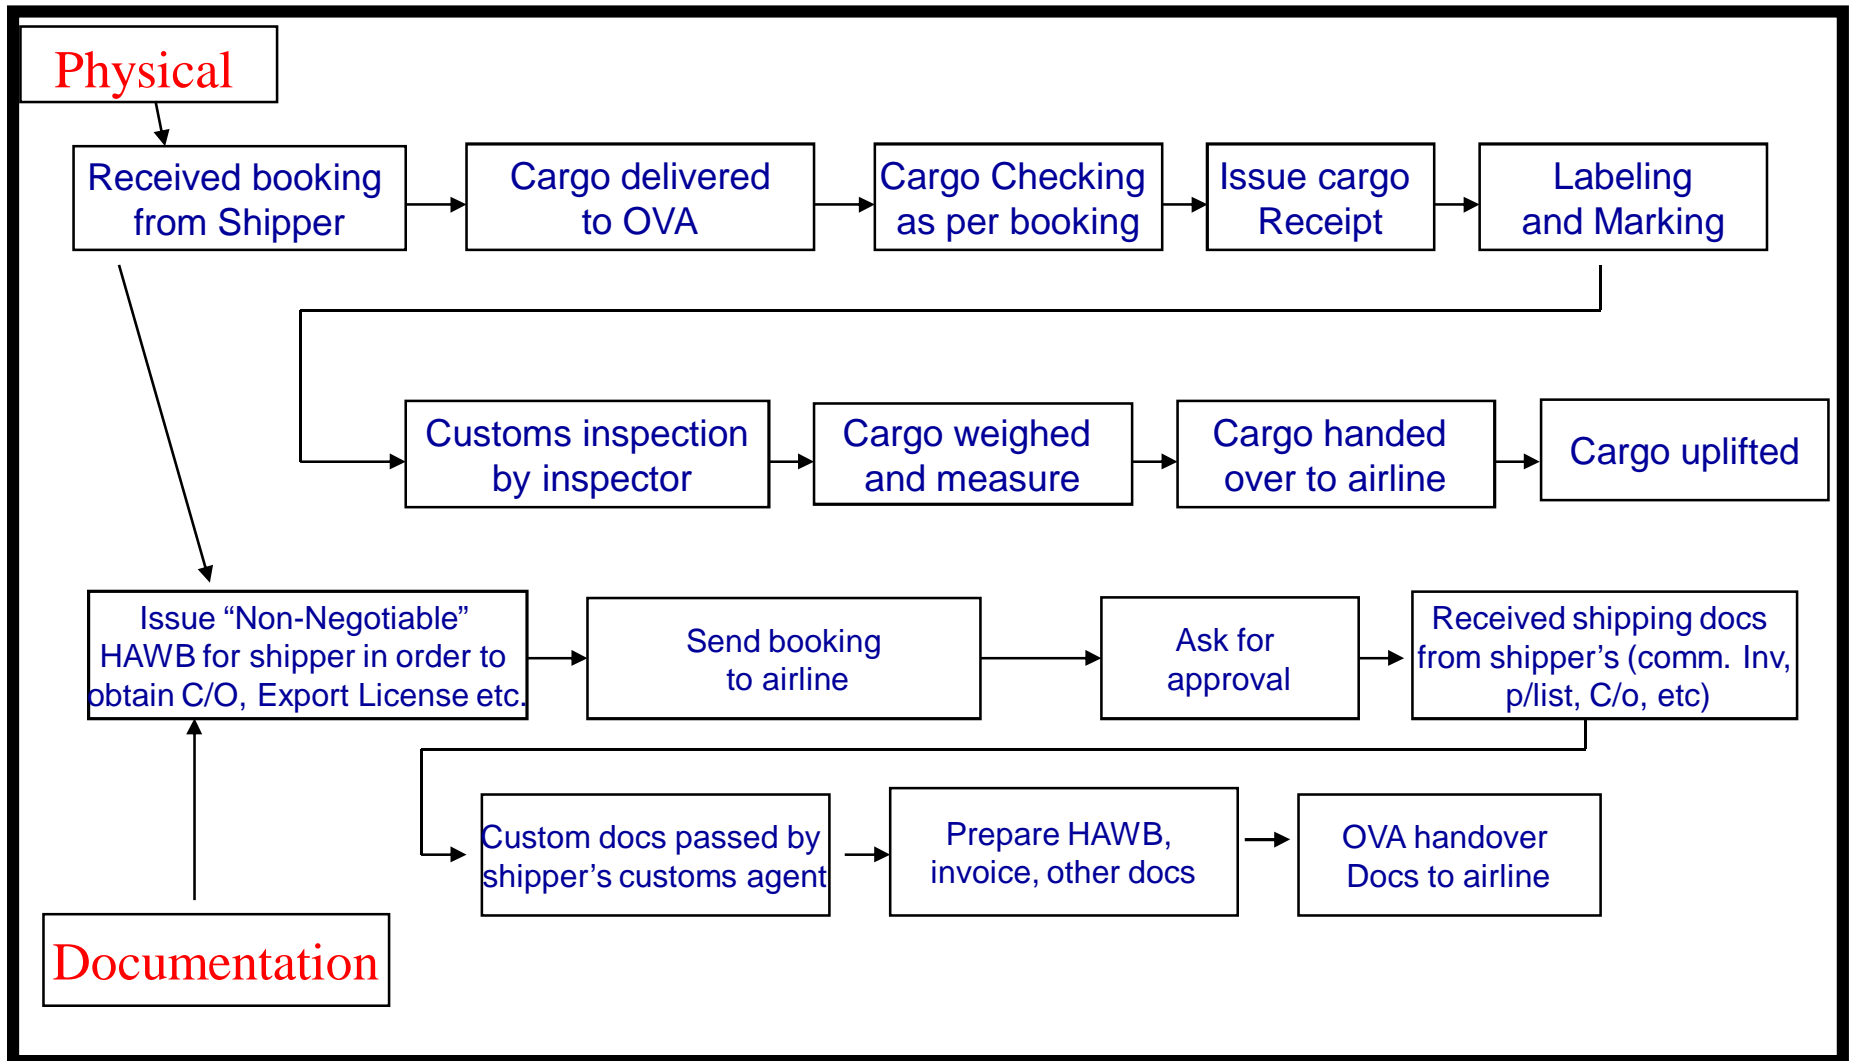 Physical
Received booking
from Shipper
Cargo delivered
to OVA
Cargo Checking
as per booking
Issue cargo
Receipt
Labeling
and Marking
Customs inspection
by inspector
Cargo weighed
and measure
Cargo handed
over to airline
Cargo uplifted
Issue “Non-Negotiable”
HAWB for shipper in order to
obtain C/O, Export License etc.
Send booking
to airline
Ask for
approval
Received shipping docs
from shipper’s (comm. Inv,
p/list, C/o, etc)
Custom docs passed by
shipper’s customs agent
Prepare HAWB,
invoice, other docs
OVA handover
Docs to airline
Documentation